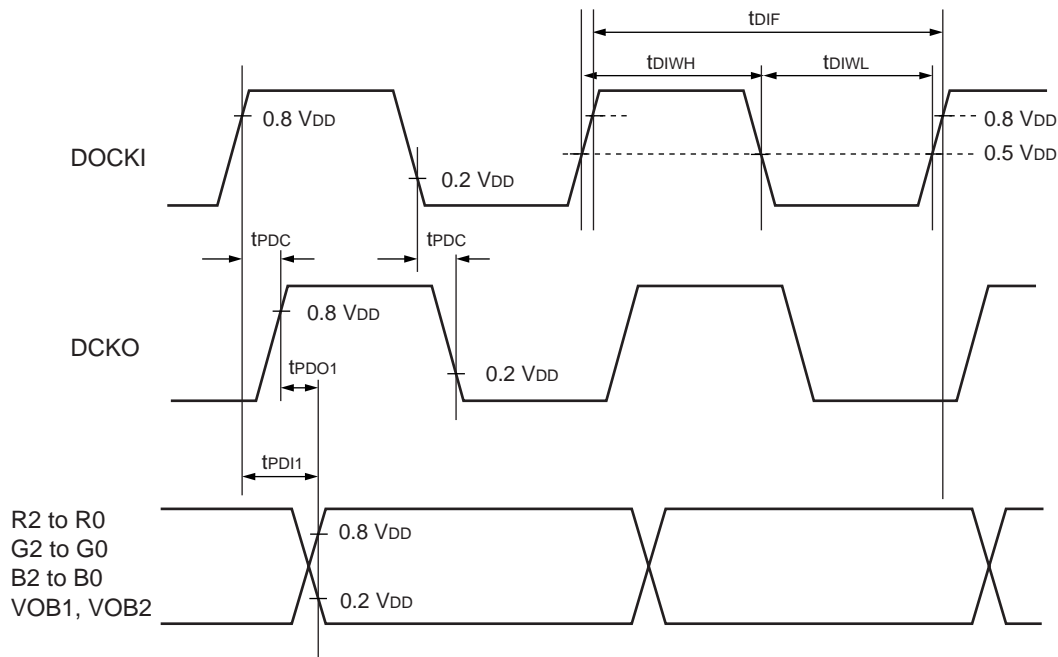 tDIF
tDIWH
tDIWL
0.8 VDD
0.8 VDD
DOCKI
0.5 VDD
0.2 VDD
tPDC
tPDC
0.8 VDD
DCKO
tPDO1
0.2 VDD
tPDI1
R2 to R0
G2 to G0
B2 to B0
VOB1, VOB2
0.8 VDD
0.2 VDD